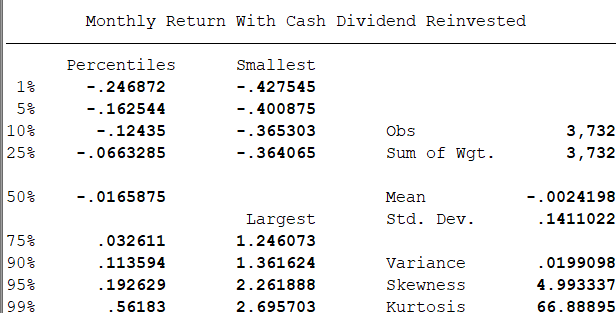 Monthly Return With Cash Dividend Reinvested
Percentiles Smallest
1% -.246872 -.427545
5% -.162544 -.400875
10% -.12435 -.365303 Obs 3,732
25% -.0663285 -.364065 Sum of Wgt. 3,732
50% -.0165875 Mean -.0024198
Largest Std. Dev. .1411022
75% .032611 1.246073
90% .113594 1.361624 Variance .0199098
95% .192629 2.261888 Skewness 4.993337
99% .56183 2.695703 Kurtosis 66.88895